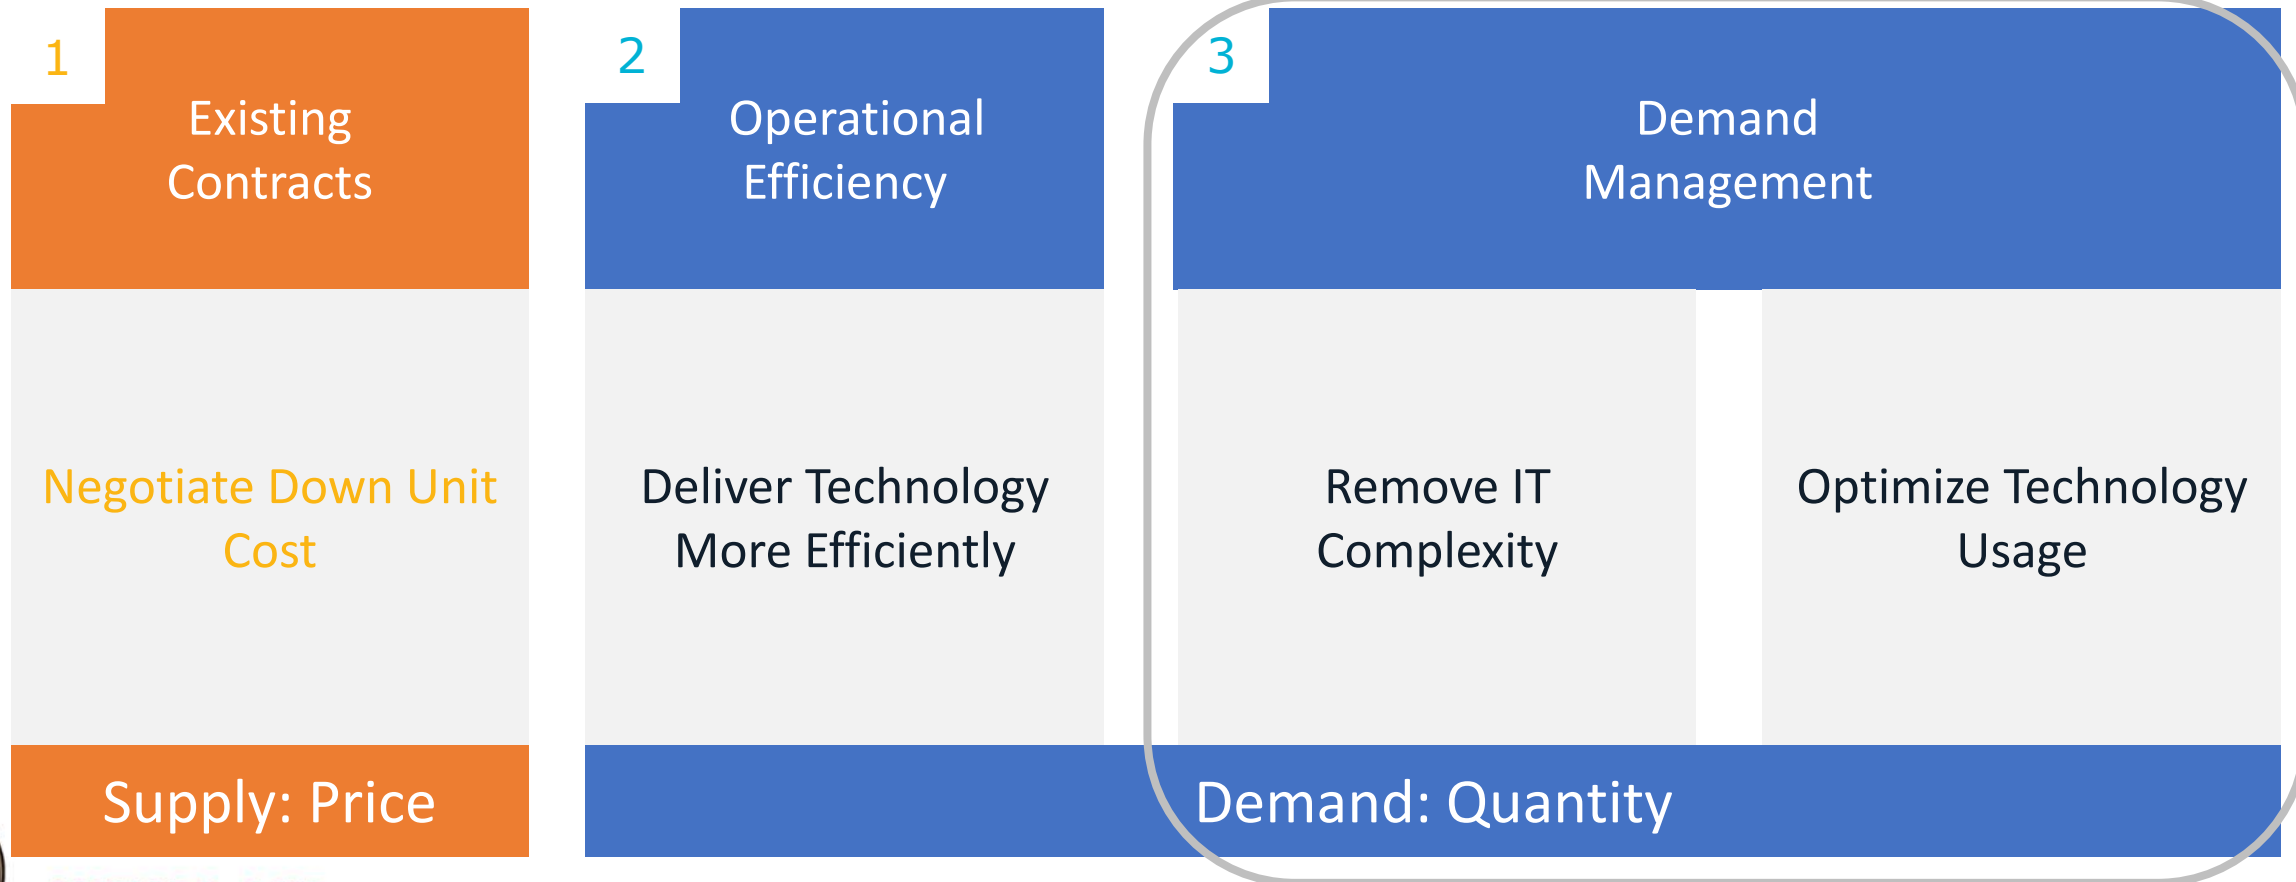 1
Existing
Contracts
Negotiate Down Unit
Cost
Supply: Price
2
Operational
Efficiency
Deliver Technology
More Efficiently
3
Demand
Management
Remove IT
Complexity
Optimize Technology
Usage
Demand: Quantity